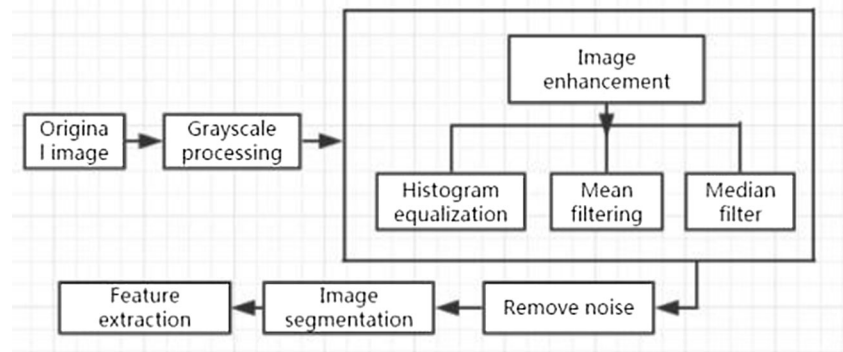 Origina
l image
Grayscale
processing
Image
enhancement
Histogram
equalization
Mean
filtering
Median
filter
Feature
extraction
Image
segmentation
Remove noise